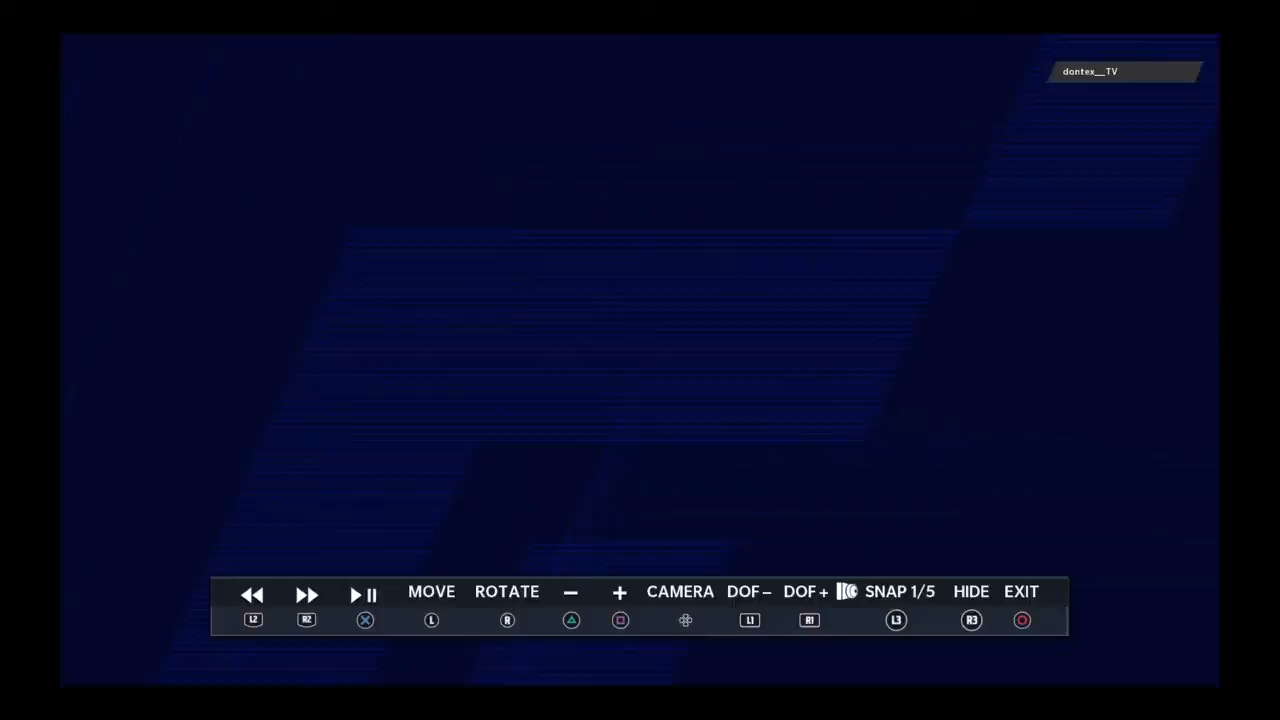 dontex__TV
MOVE ROTATE − + CAMERA DOF− DOF+ SNAP 1/5 HIDE EXIT
L2 R2 L R L1 R1 L3 R3